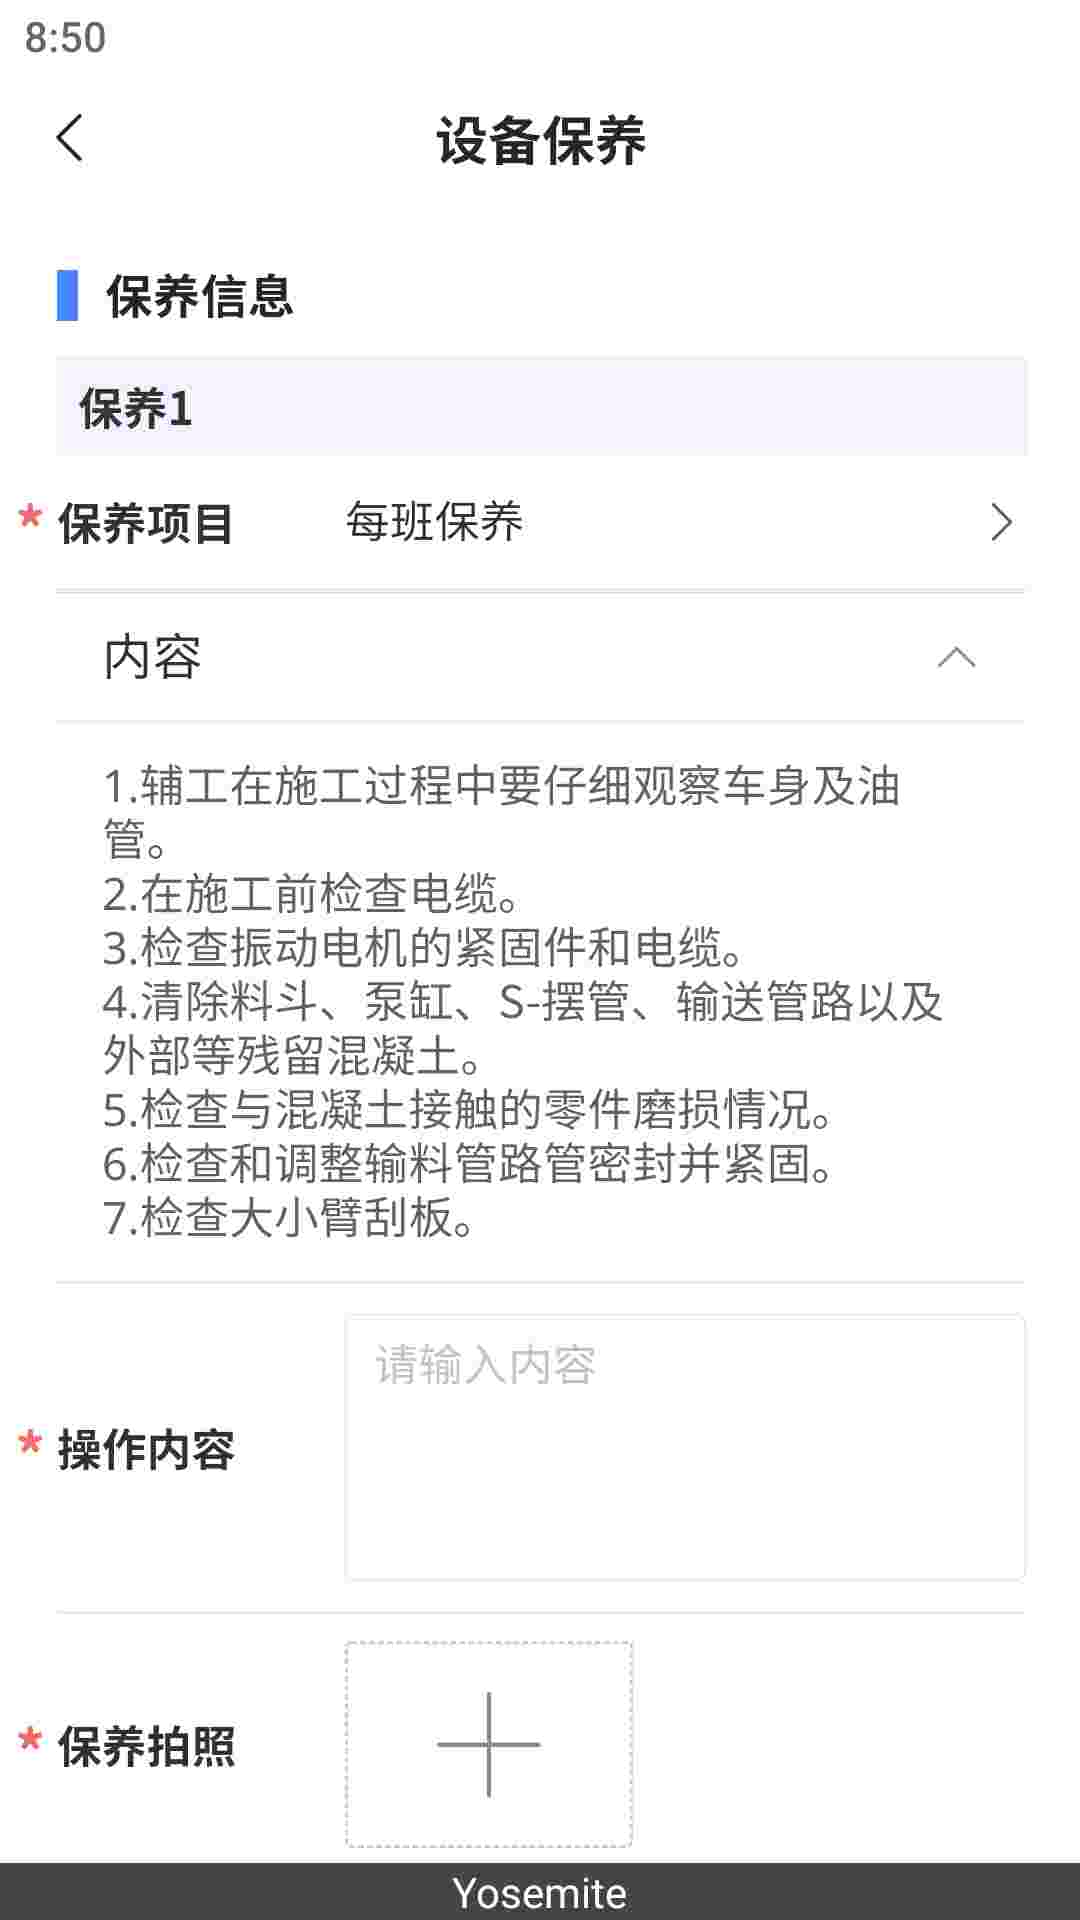 8:50
设备保养
保养信息
保养1
* 保养项目 每班保养
内容
1.辅工在施工过程中要仔细观察车身及油
管。
2.在施工前检查电缆。
3.检查振动电机的紧固件和电缆。
4.清除料斗、泵缸、S-摆管、输送管路以及
外部等残留混凝土。
5.检查与混凝土接触的零件磨损情况。
6.检查和调整输料管路管密封并紧固。
7.检查大小臂刮板。
请输入内容
* 操作内容
* 保养拍照
Yosemite